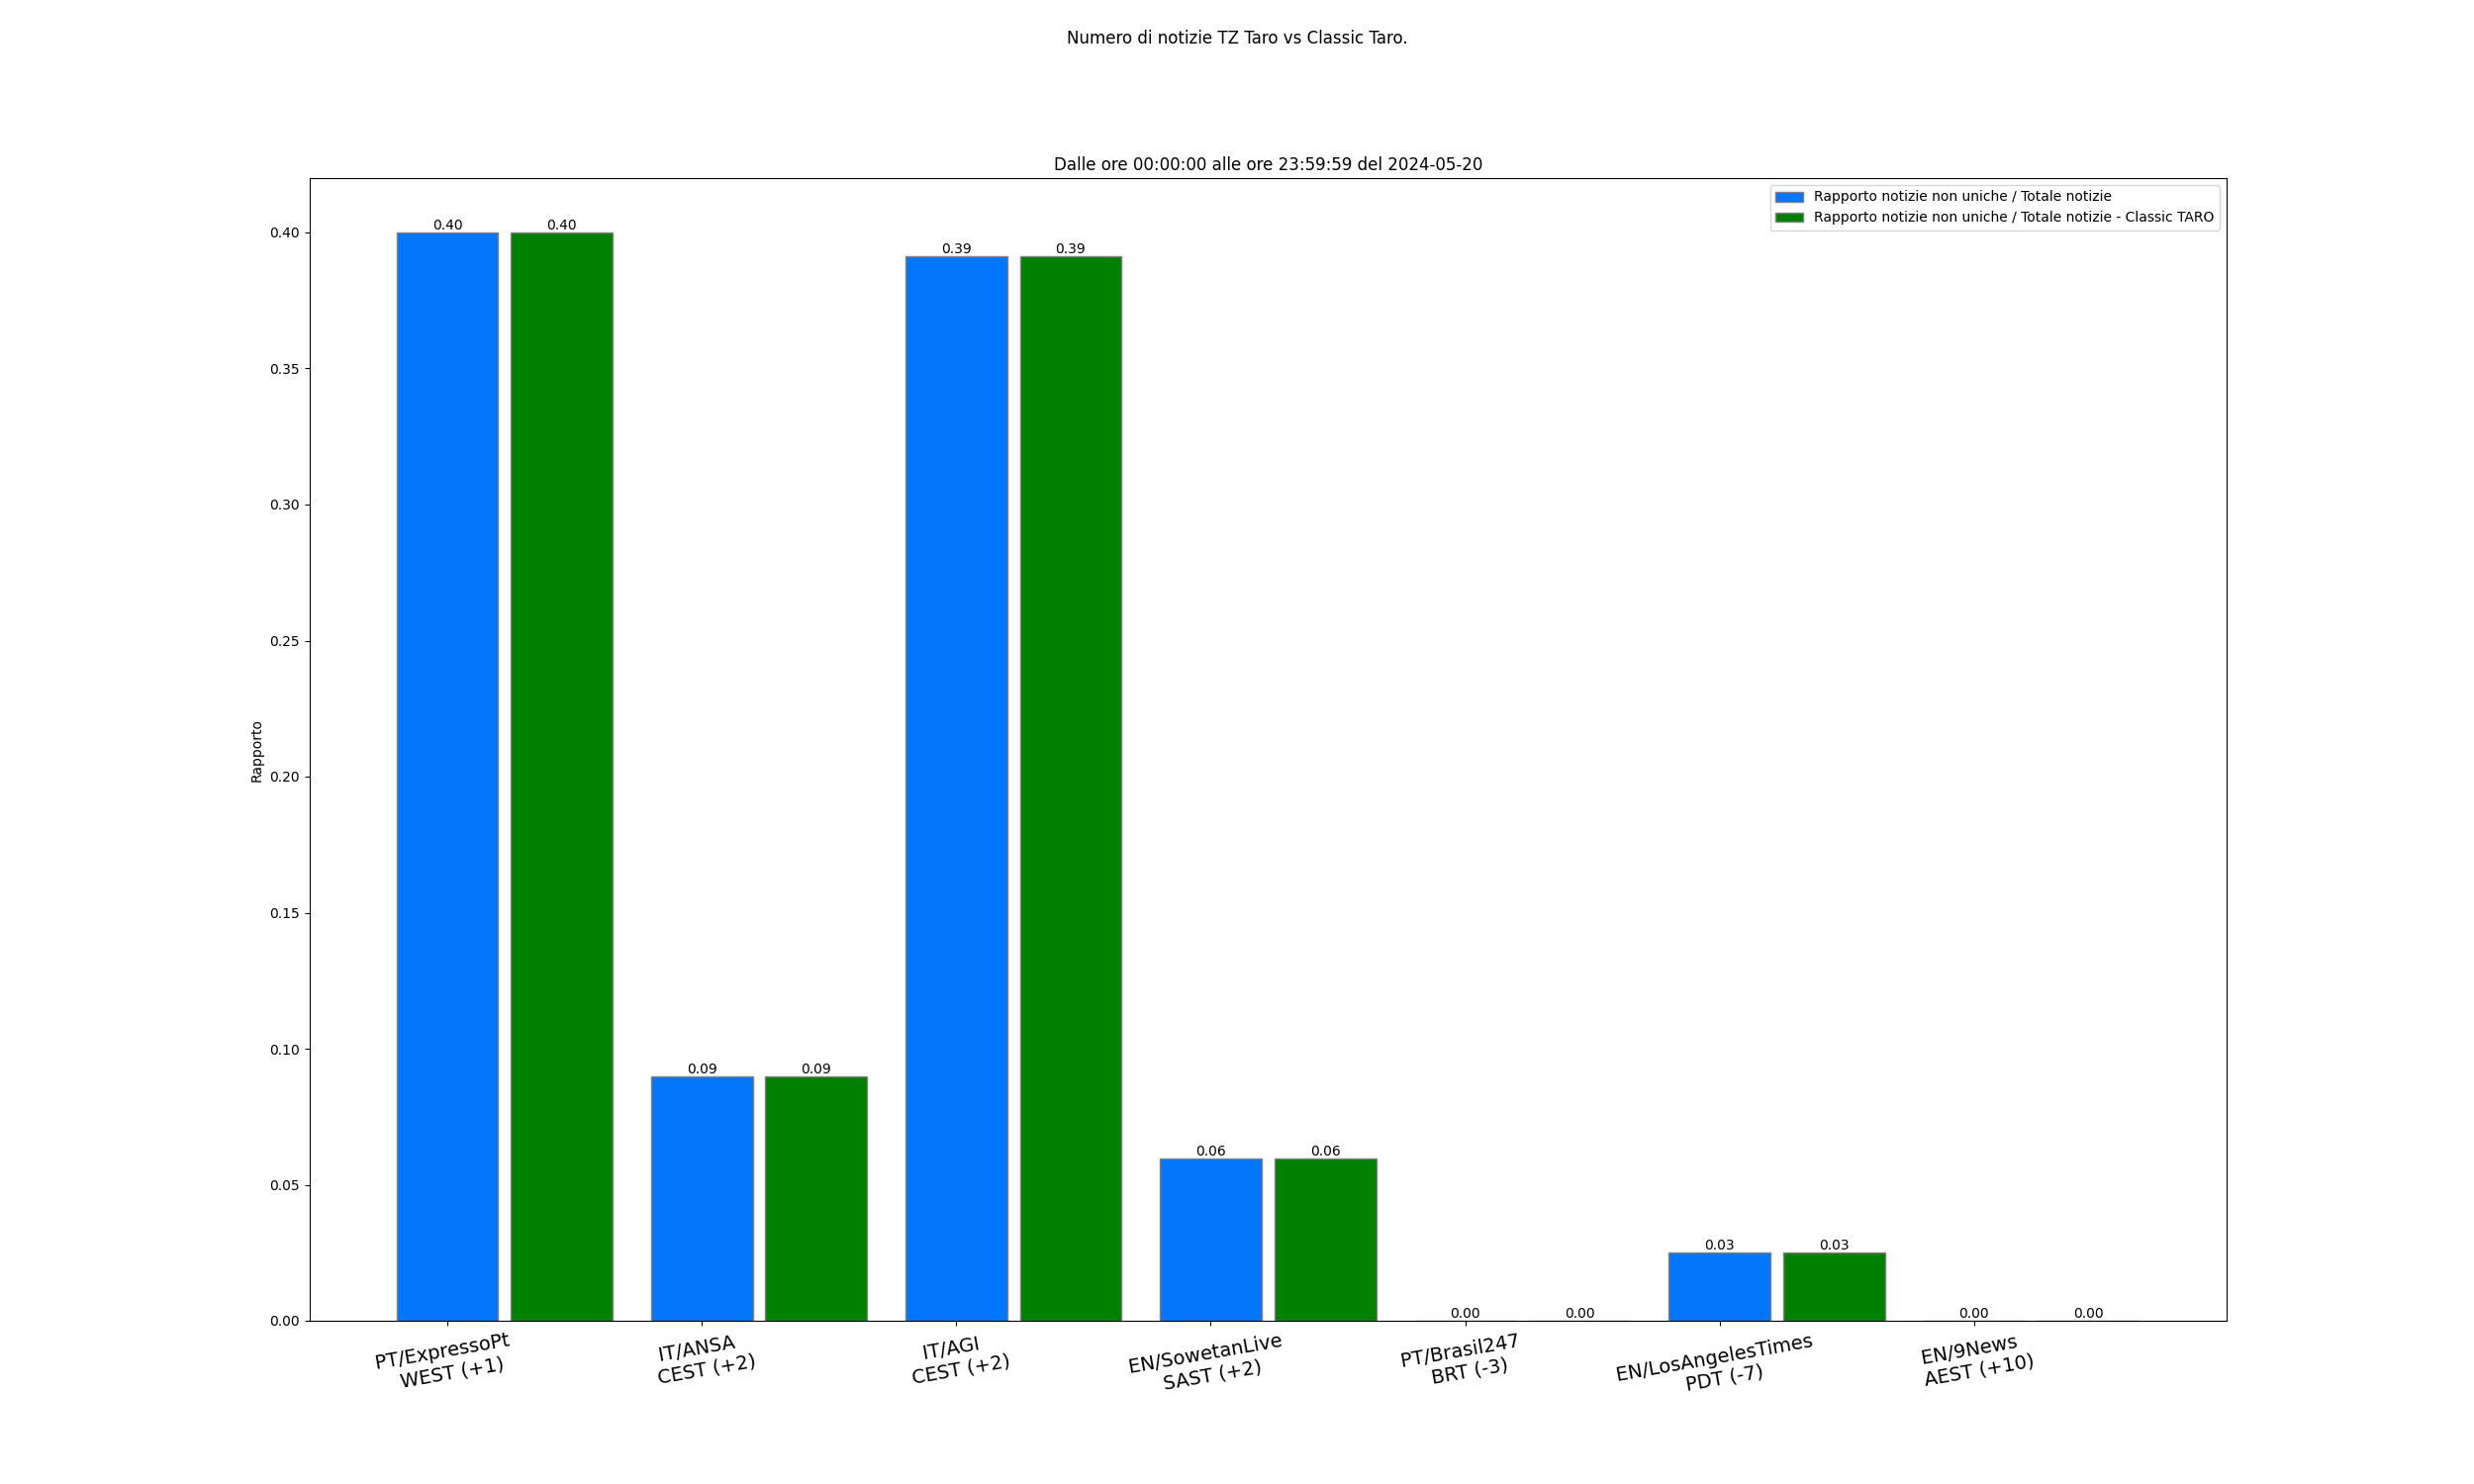 Numero di notizie TZ Taro vs Classic Taro.
Dalle ore 00:00:00 alle ore 23:59:59 del 2024-05-20
Rapporto notizie non uniche / Totale notizie
Rapporto notizie non uniche / Totale notizie - Classic TARO
Rapporto
0.40
0.35
0.30
0.25
0.20
0.15
0.10
0.05
0.00
0.40 0.40
0.09 0.09
0.39 0.39
0.06 0.06
0.00 0.00
0.03 0.03
0.00 0.00
PT/ExpressoPt
WEST (+1)
IT/ANSA
CEST (+2)
IT/AGI
CEST (+2)
EN/SowetanLive
SAST (+2)
PT/Brasil247
BRT (-3)
EN/LosAngelesTimes
PDT (-7)
EN/9News
AEST (+10)